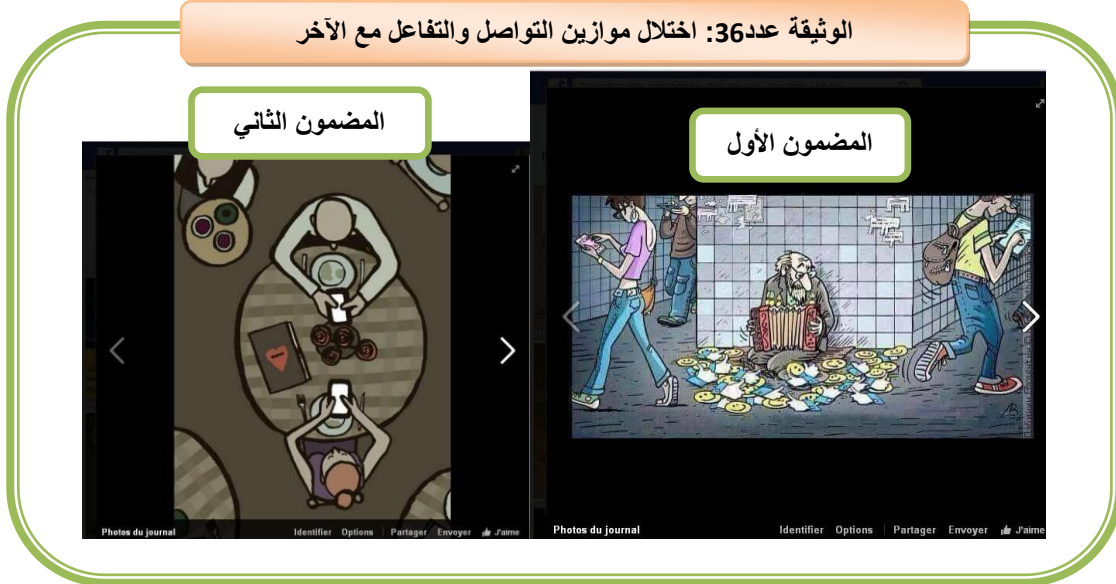 الوثيقة عدد36: اختلال موازين التواصل والتفاعل مع الآخر
المضمون الأول
المضمون الثاني
Photos du journal
Identifier Options Partager Envoyer J'aime
Photos du journal
Identifier Options Partager Envoyer J'aime